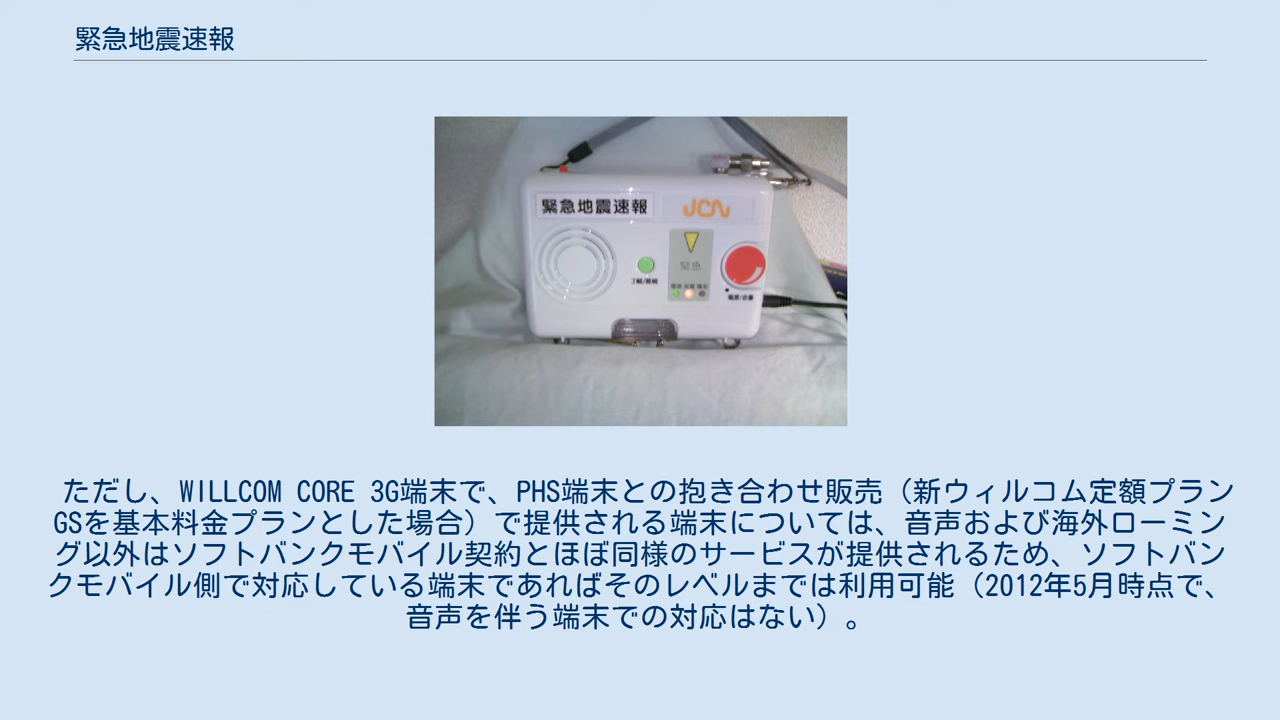 緊急地震速報
緊急地震速報
JCN
緊急
ただし、WILLCOM CORE 3G端末で、PHS端末との抱き合わせ販売（新ウィルコム定額プラン
GSを基本料金プランとした場合）で提供される端末については、音声および海外ローミン
グ以外はソフトバンクモバイル契約とほぼ同様のサービスが提供されるため、ソフトバン
クモバイル側で対応している端末であればそのレベルまでは利用可能（2012年5月時点で、
音声を伴う端末での対応はない）。